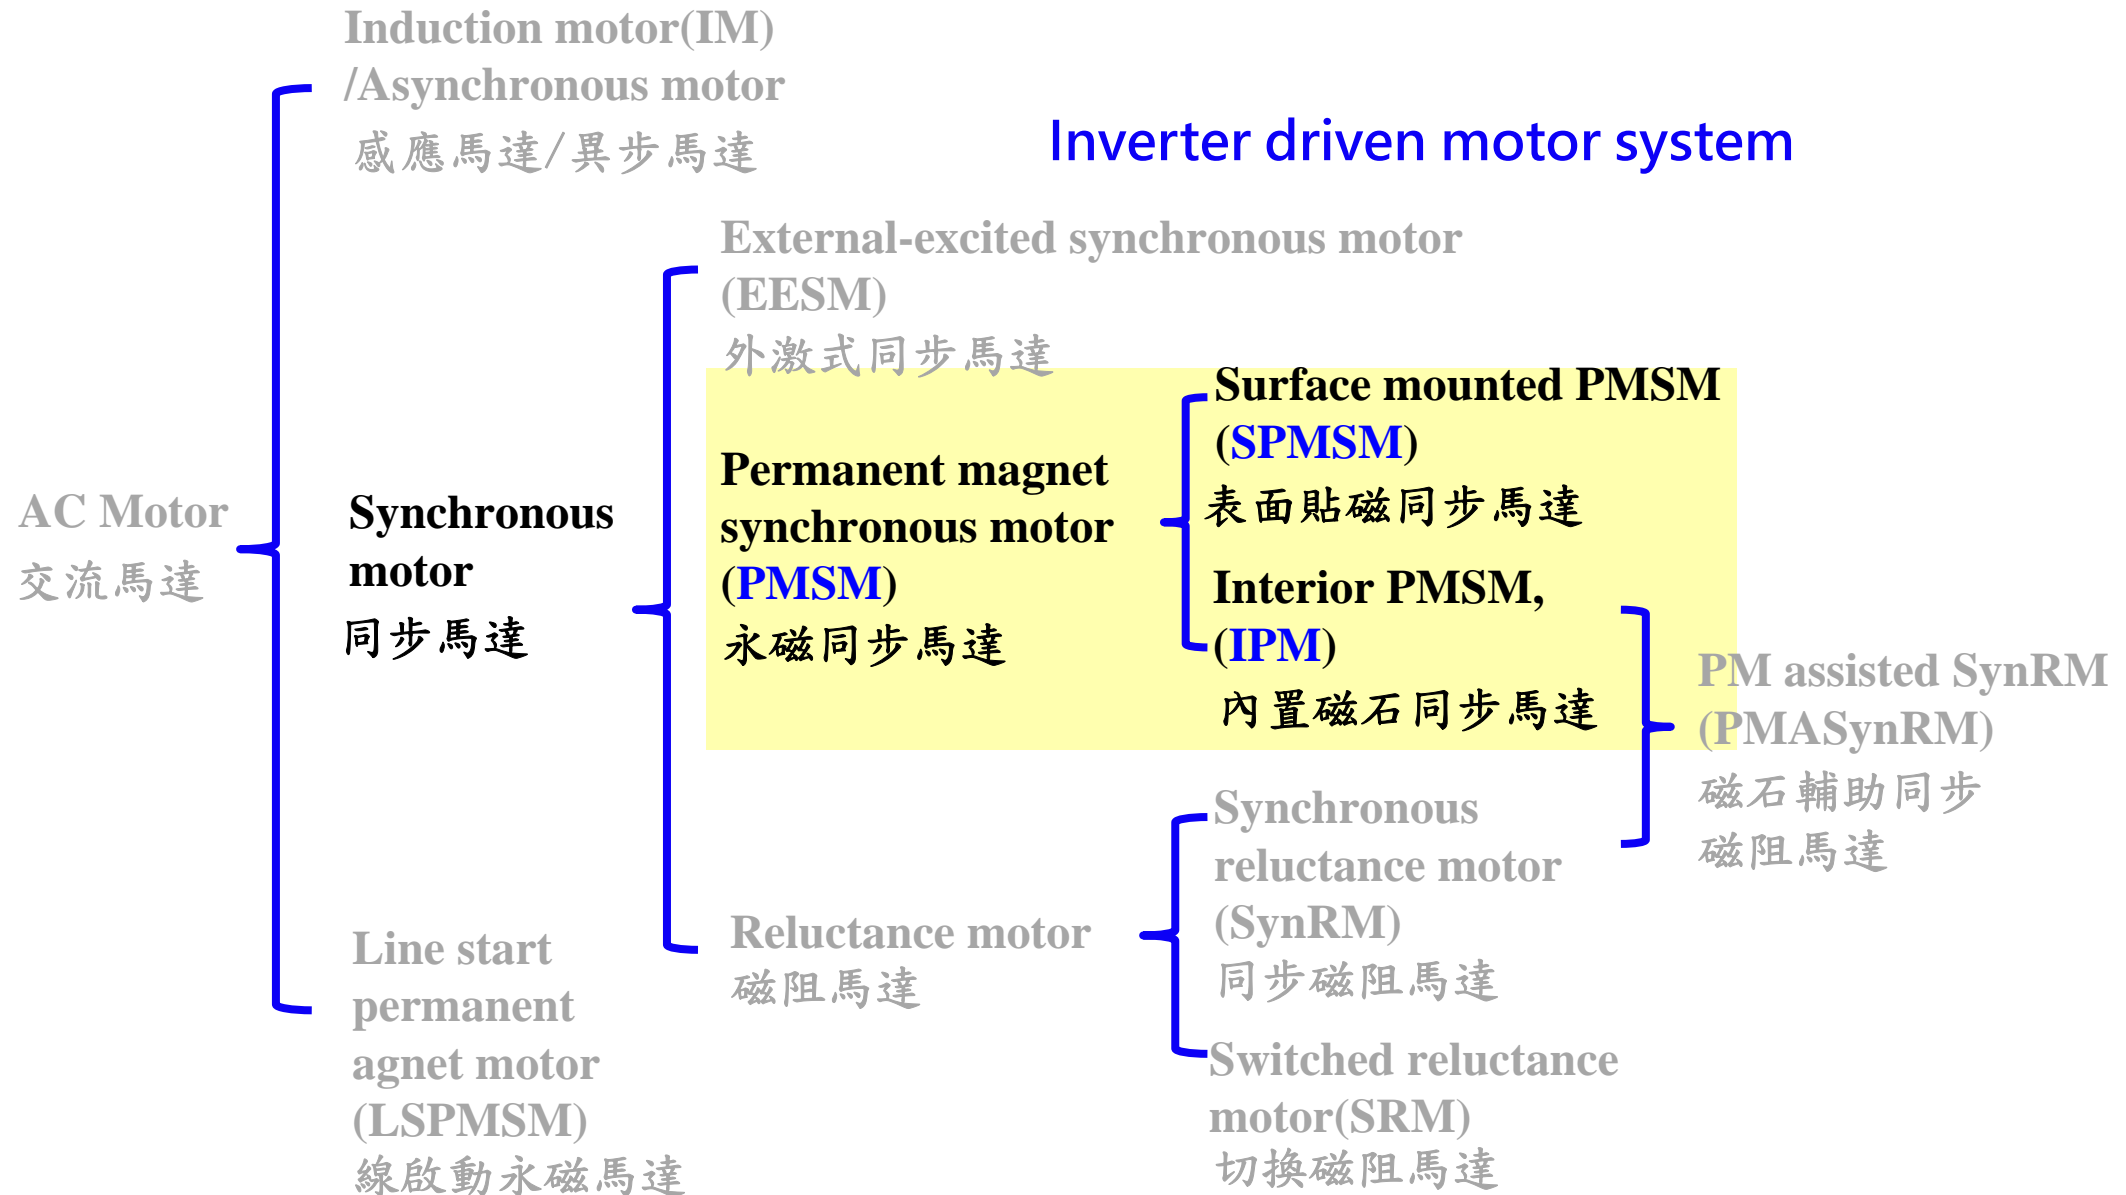 Induction motor(IM)
/Asynchronous motor
感應馬達/異步馬達
Inverter driven motor system
External-excited synchronous motor
(EESM)
外激式同步馬達
Surface mounted PMSM
(SPMSM)
表面貼磁同步馬達
Permanent magnet
synchronous motor
(PMSM)
永磁同步馬達
AC Motor
交流馬達
Synchronous
motor
同步馬達
Interior PMSM,
(IPM)
內置磁石同步馬達
PM assisted SynRM
(PMASynRM)
磁石輔助同步
磁阻馬達
Synchronous
reluctance motor
(SynRM)
同步磁阻馬達
Reluctance motor
磁阻馬達
Line start
permanent
agnet motor
(LSPMSM)
線啟動永磁馬達
Switched reluctance
motor(SRM)
切換磁阻馬達